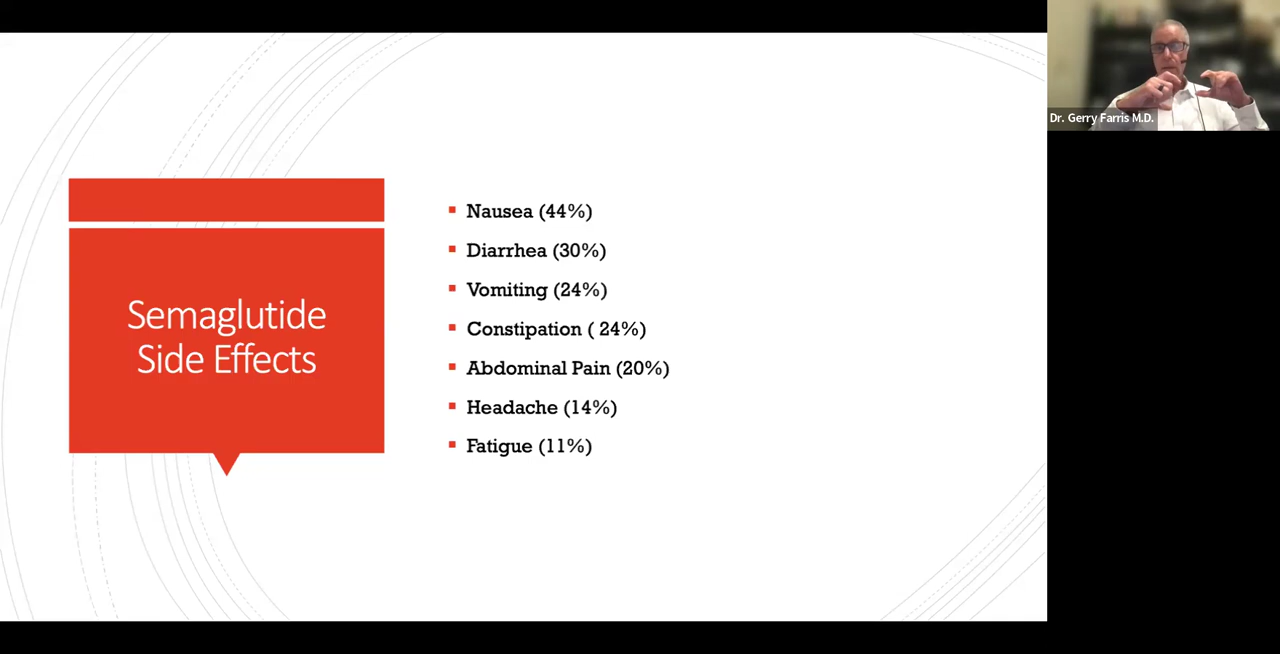 Semaglutide
Side Effects
Nausea (44%)
Diarrhea (30%)
Vomiting (24%)
Constipation ( 24%)
Abdominal Pain (20%)
Headache (14%)
Fatigue (11%)
Dr. Gerry Farris M.D.